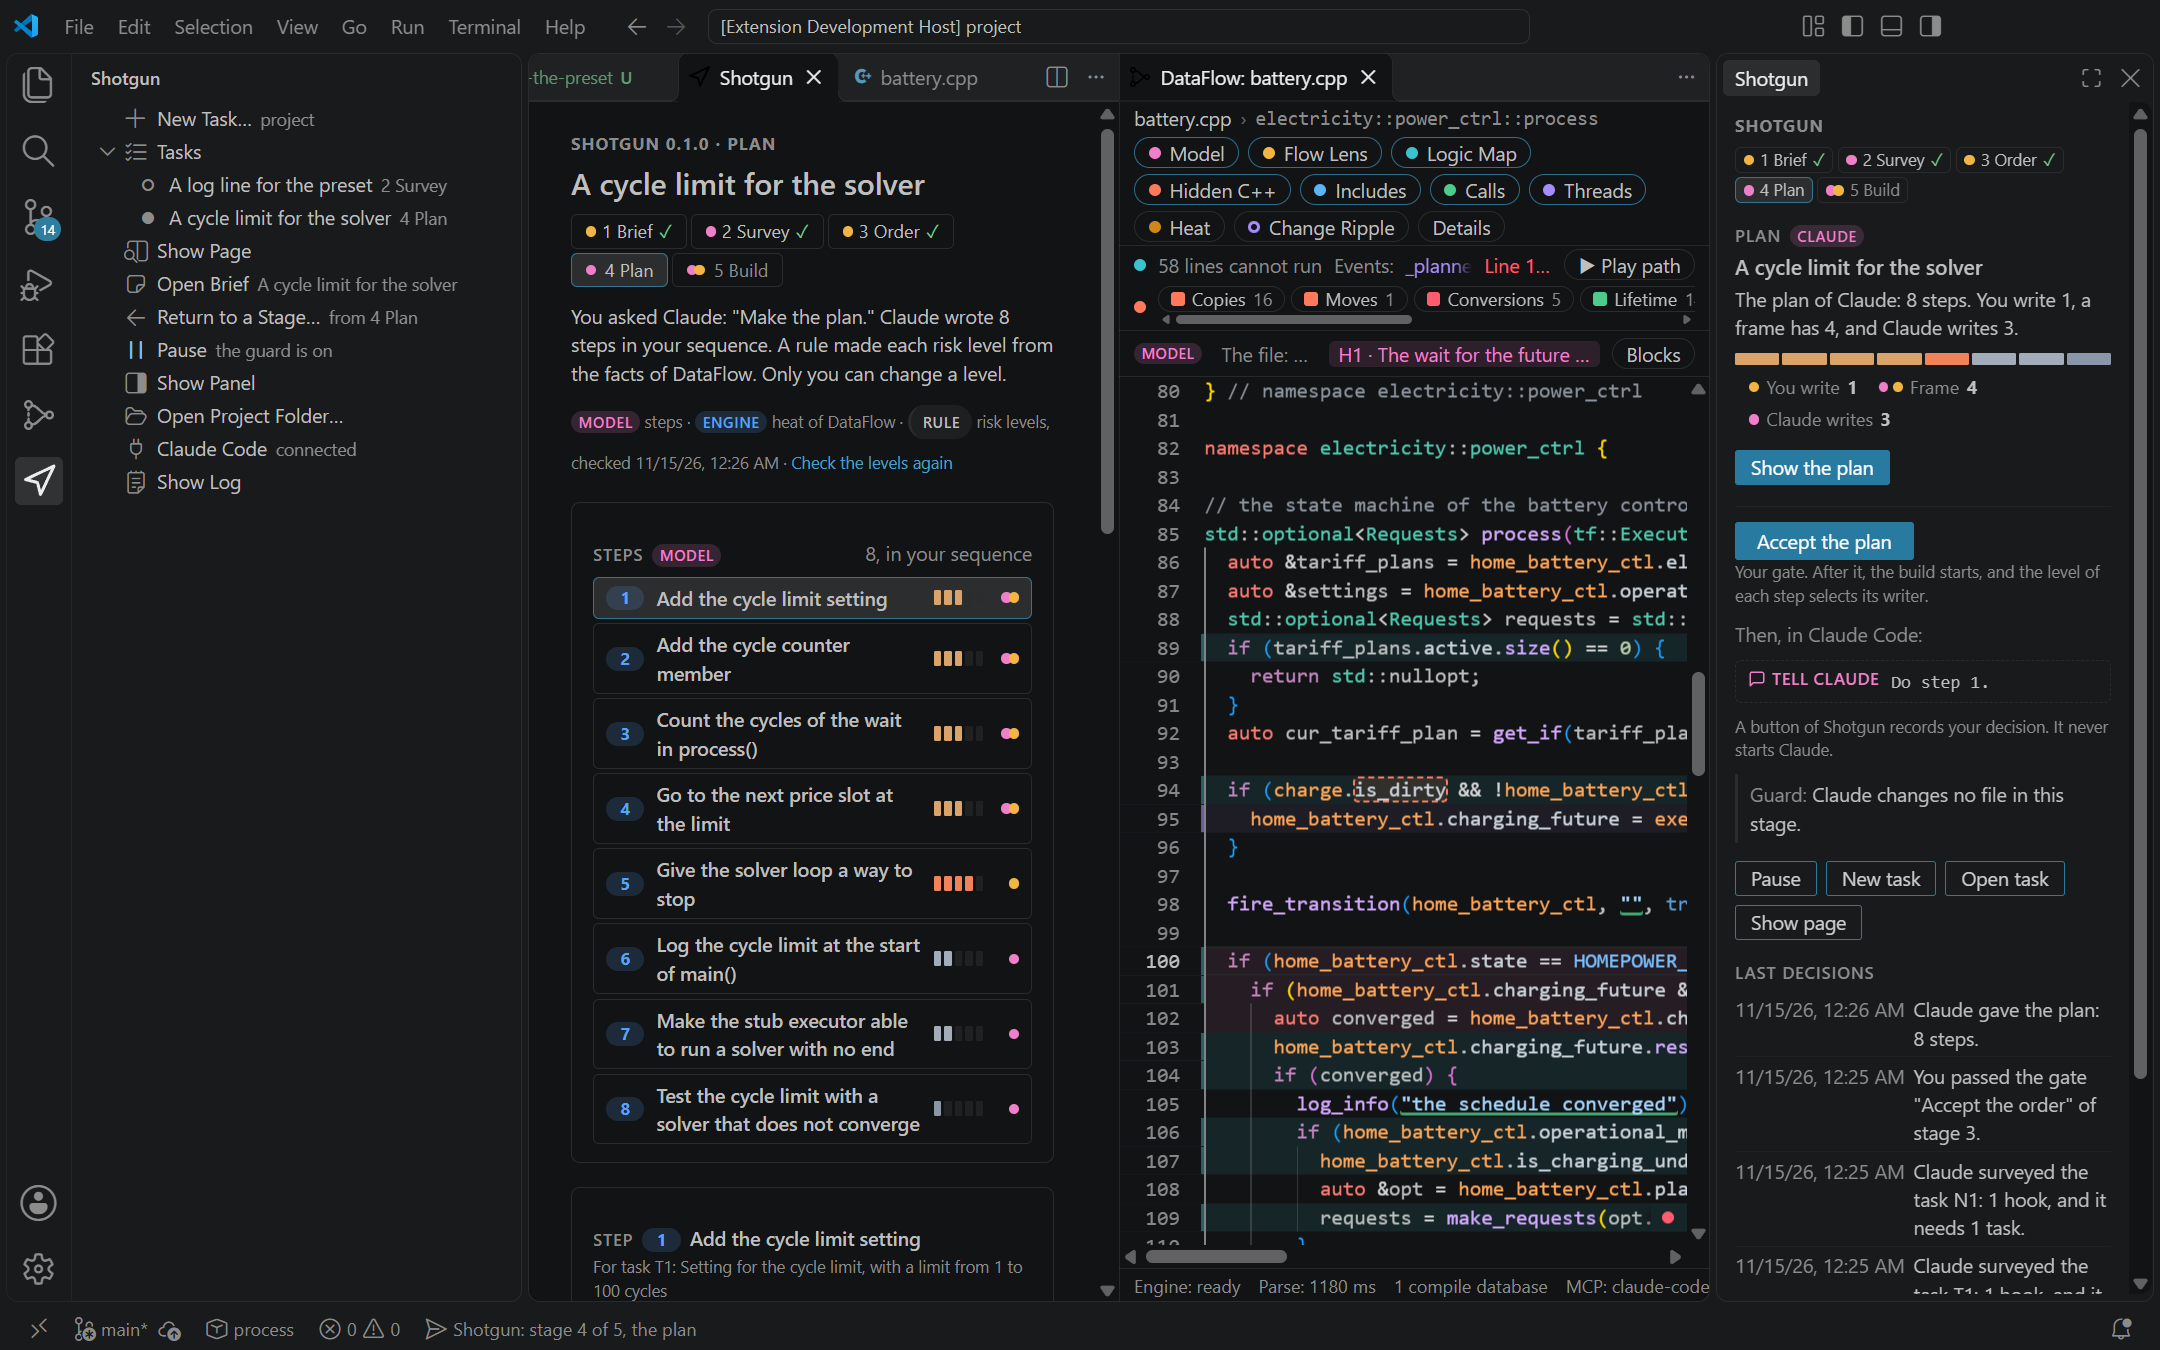 File Edit Selection View Go Run Terminal Help
[Extension Development Host] project
Shotgun
New Task... project
Tasks
A log line for the preset 2 Survey
A cycle limit for the solver 4 Plan
Show Page
Open Brief A cycle limit for the solver
Return to a Stage... from 4 Plan
Pause the guard is on
Show Panel
Open Project Folder...
Claude Code connected
Show Log
14
-the-preset U
Shotgun
battery.cpp
SHOTGUN 0.1.0 · PLAN
A cycle limit for the solver
1 Brief ✓ 2 Survey ✓ 3 Order ✓
4 Plan 5 Build
You asked Claude: "Make the plan." Claude wrote 8
steps in your sequence. A rule made each risk level from
the facts of DataFlow. Only you can change a level.
MODEL steps · ENGINE heat of DataFlow · RULE risk levels,
checked 11/15/26, 12:26 AM · Check the levels again
STEPS MODEL 8, in your sequence
1 Add the cycle limit setting
2 Add the cycle counter
member
3 Count the cycles of the wait
in process()
4 Go to the next price slot at
the limit
5 Give the solver loop a way to
stop
6 Log the cycle limit at the start
of main()
7 Make the stub executor able
to run a solver with no end
8 Test the cycle limit with a
solver that does not converge
STEP 1 Add the cycle limit setting
For task T1: Setting for the cycle limit, with a limit from 1 to
100 cycles
DataFlow: battery.cpp
battery.cpp › electricity::power_ctrl::process
Model Flow Lens Logic Map
Hidden C++ Includes Calls Threads
Heat Change Ripple Details
58 lines cannot run Events: _planne Line 1... Play path
Copies 16 Moves 1 Conversions 5 Lifetime 1
MODEL The file: ... H1 · The wait for the future ... Blocks
80 } // namespace electricity::power_ctrl
81
82 namespace electricity::power_ctrl {
83
84 // the state machine of the battery contro
85 std::optional<Requests> process(tf::Execut
86 auto &tariff_plans = home_battery_ctl.el
87 auto &settings = home_battery_ctl.operat
88 std::optional<Requests> requests = std::
89 if (tariff_plans.active.size() == 0) {
90 return std::nullopt;
91 }
92 auto cur_tariff_plan = get_if(tariff_pla
93
94 if (charge.is_dirty && !home_battery_ctl
95 home_battery_ctl.charging_future = exe
96 }
97
98 fire_transition(home_battery_ctl, "", tr
99
100 if (home_battery_ctl.state == HOMEPOWER_
101 if (home_battery_ctl.charging_future &
102 auto converged = home_battery_ctl.ch
103 home_battery_ctl.charging_future.res
104 if (converged) {
105 log_info("the schedule converged")
106 if (home_battery_ctl.operational_m
107 home_battery_ctl.is_charging_und
108 auto &opt = home_battery_ctl.pla
109 requests = make_requests(opt.
110 }
Engine: ready Parse: 1180 ms 1 compile database MCP: claude-code
Shotgun
SHOTGUN
1 Brief ✓ 2 Survey ✓ 3 Order ✓
4 Plan 5 Build
PLAN CLAUDE
A cycle limit for the solver
The plan of Claude: 8 steps. You write 1, a
frame has 4, and Claude writes 3.
You write 1 Frame 4
Claude writes 3
Show the plan
Accept the plan
Your gate. After it, the build starts, and the level of
each step selects its writer.
Then, in Claude Code:
TELL CLAUDE Do step 1.
A button of Shotgun records your decision. It never
starts Claude.
Guard: Claude changes no file in this
stage.
Pause New task Open task
Show page
LAST DECISIONS
11/15/26, 12:26 AM Claude gave the plan:
8 steps.
11/15/26, 12:25 AM You passed the gate
"Accept the order" of
stage 3.
11/15/26, 12:25 AM Claude surveyed the
task N1: 1 hook, and it
needs 1 task.
11/15/26, 12:25 AM Claude surveyed the
task T1: 1 hook, and it
main* process 0 0 Shotgun: stage 4 of 5, the plan